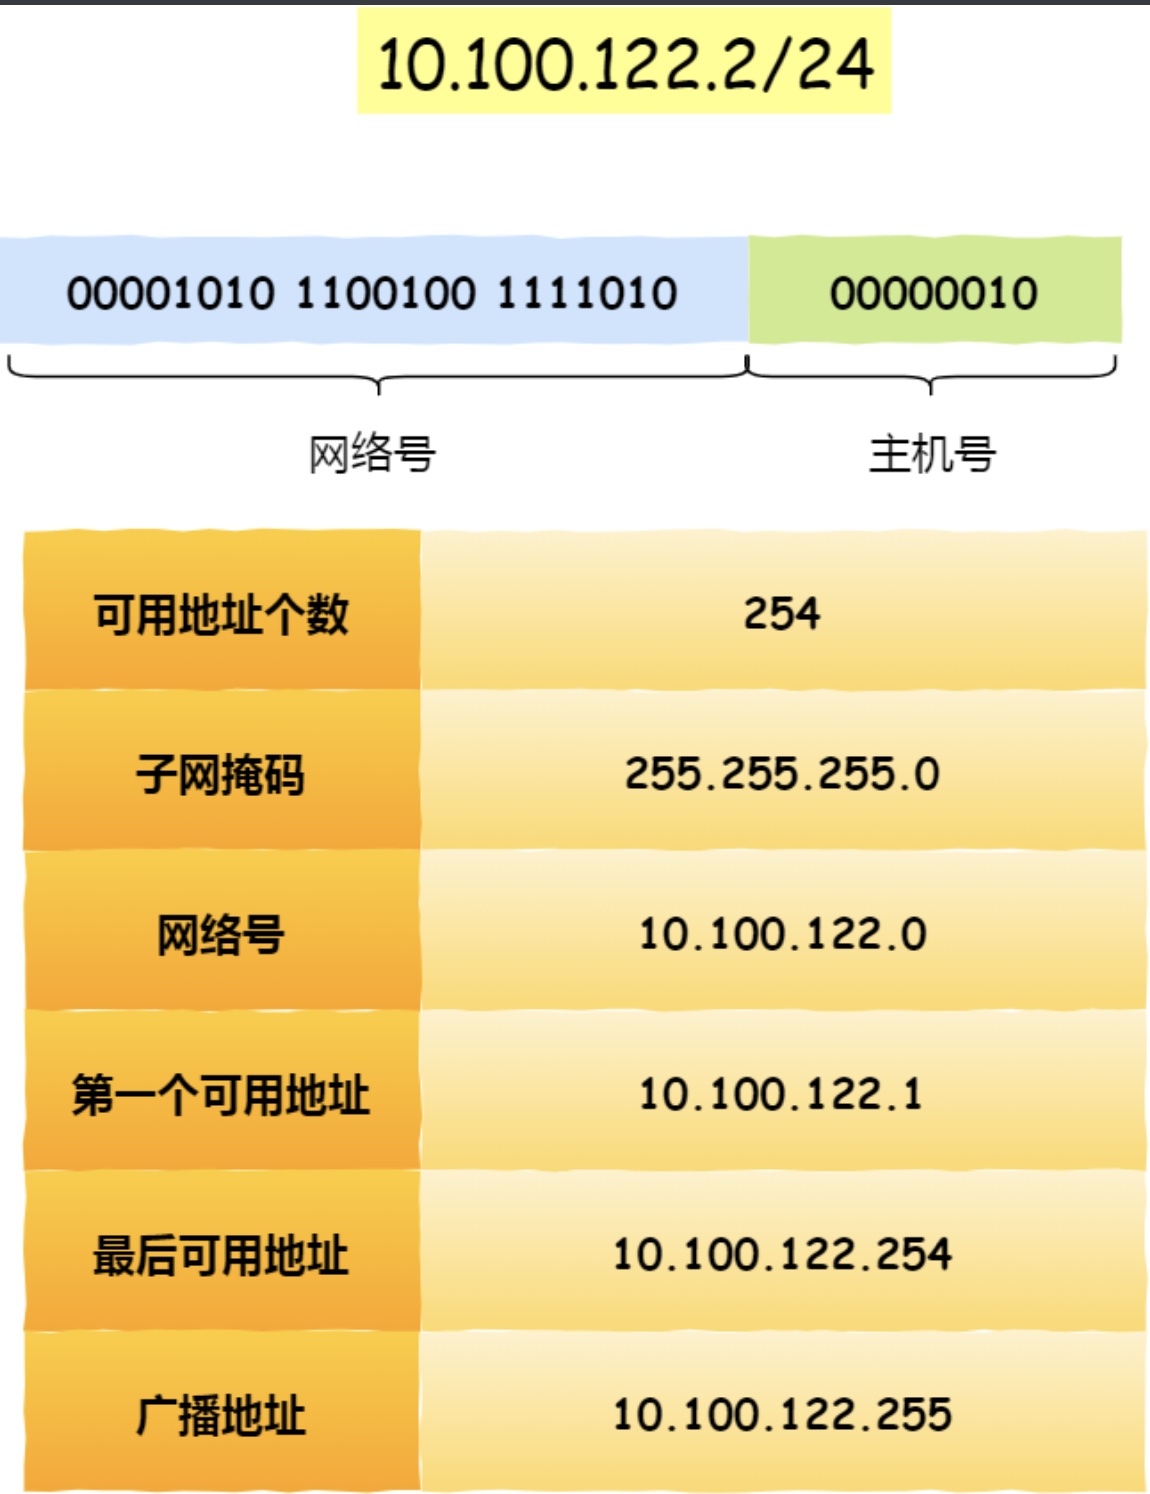 10.100.122.2/24
00001010 1100100 1111010 00000010
网络号 主机号
可用地址个数 254
子网掩码 255.255.255.0
网络号 10.100.122.0
第一个可用地址 10.100.122.1
最后可用地址 10.100.122.254
广播地址 10.100.122.255